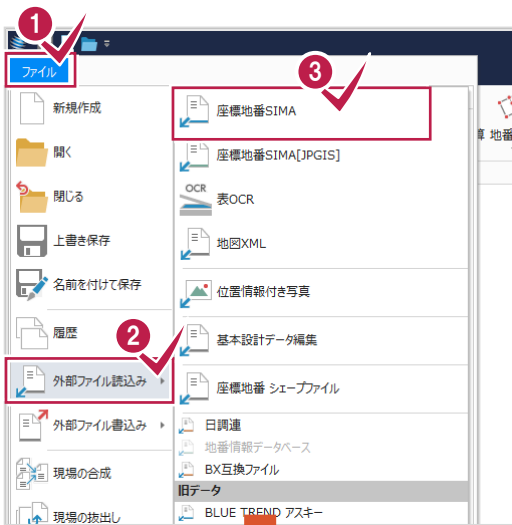 1
ファイル
3
新規作成
開く
閉じる
上書き保存
名前を付けて保存
履歴
2
外部ファイル読込み
外部ファイル書込み
現場の合成
現場の抜出し
座標地番SIMA
座標地番SIMA[JPGIS]
OCR
表OCR
地図XML
位置情報付き写真
基本設計データ編集
座標地番 シェープファイル
日調連
地番情報データベース
BX互換ファイル
旧データ
BLUE TREND アスキー
算 地番